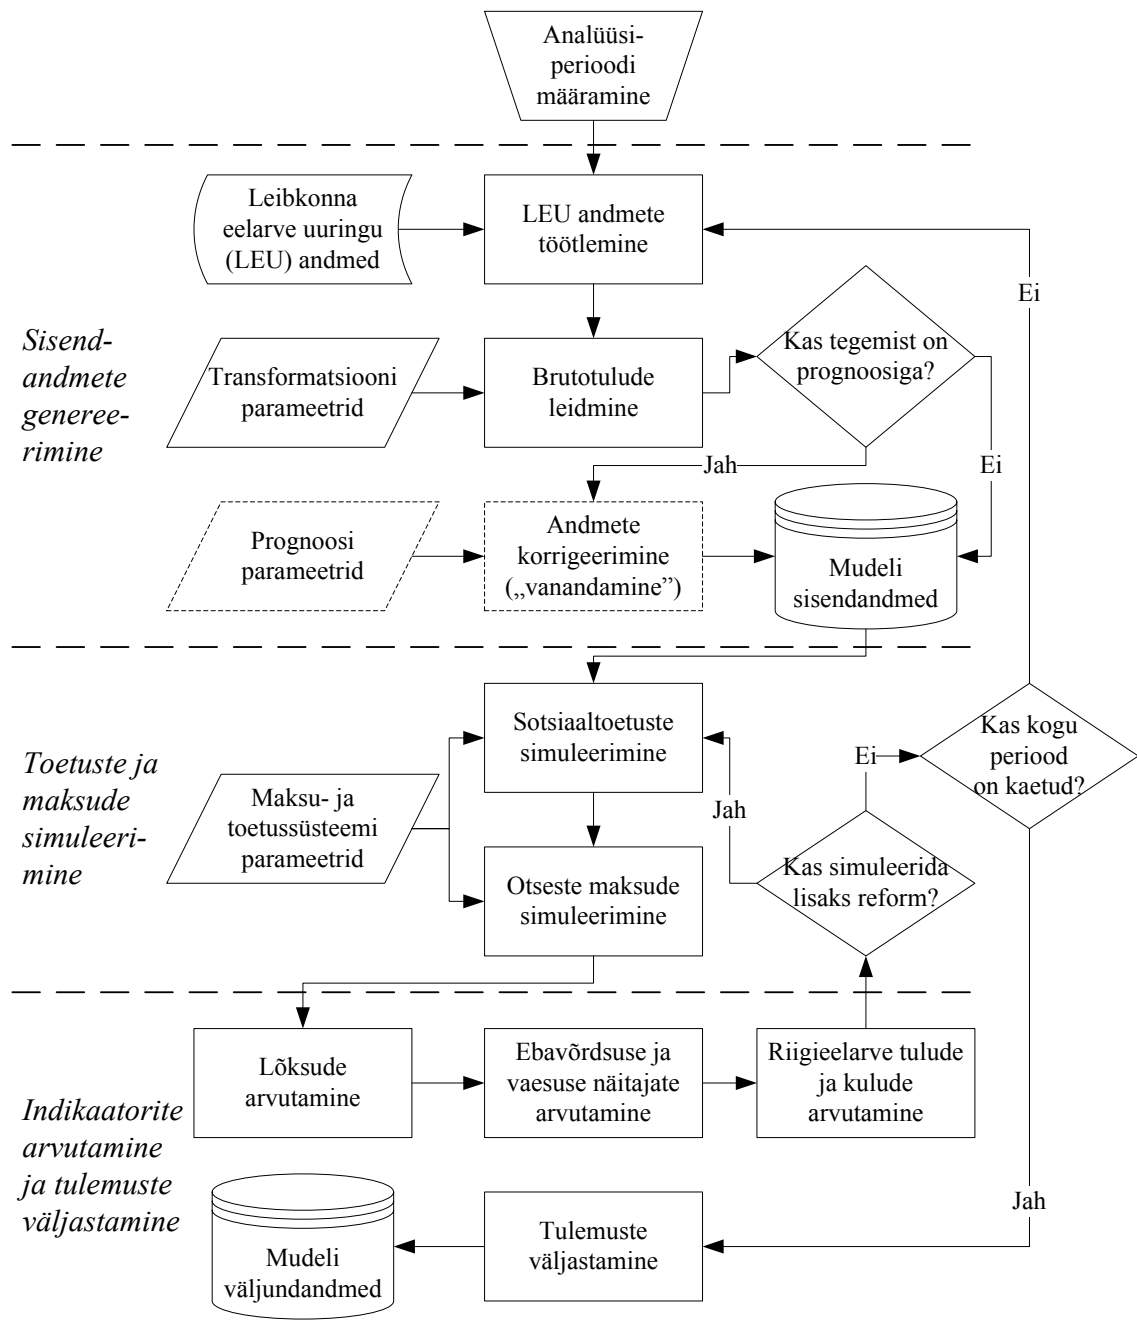 Analüüsi-
perioodi
määramine
Leibkonna
eelarve uuringu
(LEU) andmed
LEU andmete
töötlemine
Ei
Sisend-
andmete
genereе-
rimine
Transformatsiooni
parameetrid
Brutotulude
leidmine
Kas tegemist on
prognoosiga?
Jah
Ei
Prognoosi
parameetrid
Andmete
korrigeerimine
(„vanandamine”)
Mudeli
sisendandmed
Toetuste ja
maksude
simuleeri-
mine
Maksu- ja
toetussüsteemi
parameetrid
Sotsiaaltoetuste
simuleerimine
Otseste maksude
simuleerimine
Jah
Ei
Kas simuleerida
lisaks reform?
Kas kogu
periood
on kaetud?
Indikaatorite
arvutamine
ja tulemuste
väljastamine
Lõksude
arvutamine
Ebavõrdsuse ja
vaesuse näitajate
arvutamine
Riigieelarve tulude
ja kulude
arvutamine
Jah
Tulemuste
väljastamine
Mudeli
väljundandmed